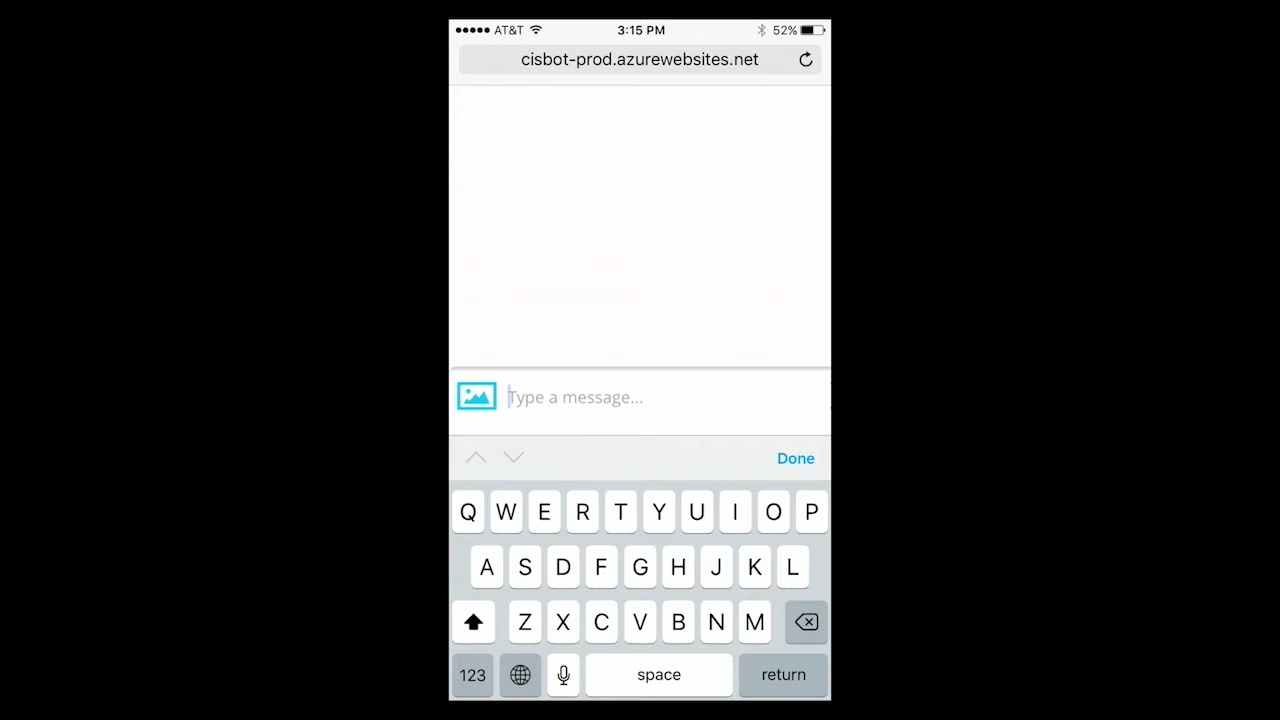 AT&T 3:15 PM 52%
cisbot-prod.azurewebsites.net
Type a message...
Done
Q W E R T Y U I O P
A S D F G H J K L
Z X C V B N M
123 space return